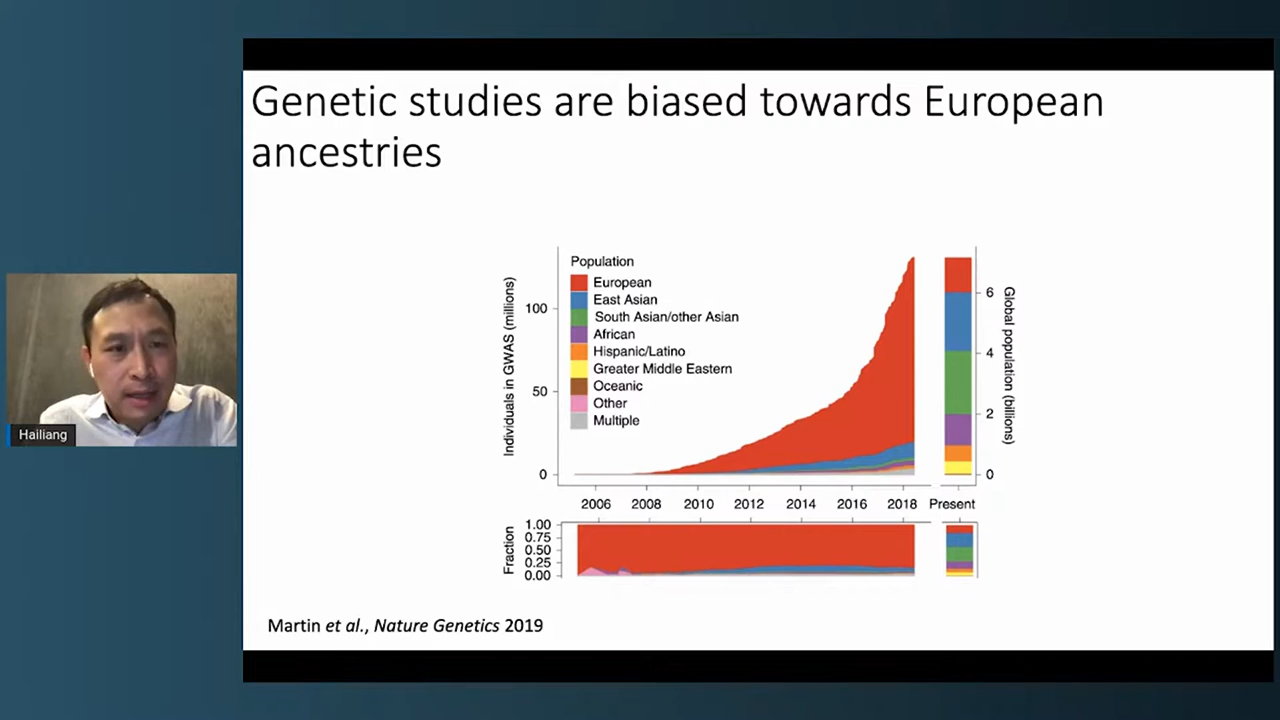 Genetic studies are biased towards European
ancestries
Hailiang
Individuals in GWAS (millions)
100
50
0
Population
European
East Asian
South Asian/other Asian
African
Hispanic/Latino
Greater Middle Eastern
Oceanic
Other
Multiple
6
4
2
0
Global population (billions)
2006 2008 2010 2012 2014 2016 2018 Present
Fraction
1.00
0.75
0.50
0.25
0.00
Martin et al., Nature Genetics 2019